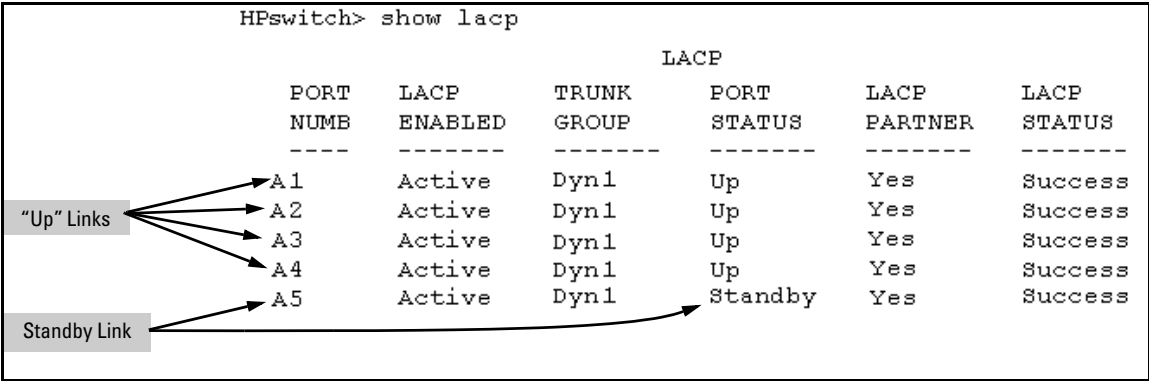 HPswitch> show lacp
LACP
PORT LACP TRUNK PORT LACP LACP
NUMB ENABLED GROUP STATUS PARTNER STATUS
---- ------- ------- ------- ------- -------
A1 Active Dyn1 Up Yes Success
A2 Active Dyn1 Up Yes Success
“Up” Links
A3 Active Dyn1 Up Yes Success
A4 Active Dyn1 Up Yes Success
A5 Active Dyn1 Standby Yes Success
Standby Link